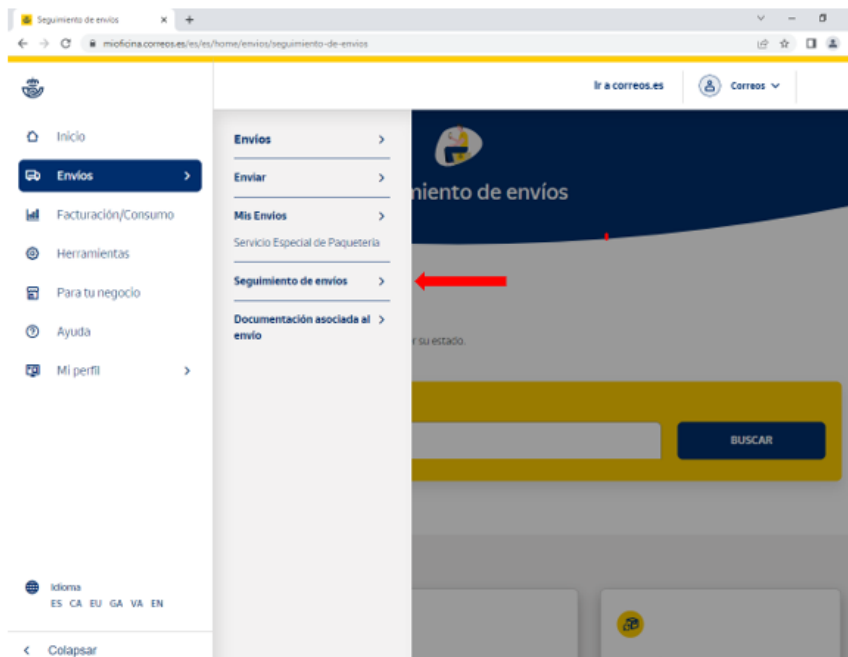 Seguimiento de envíos
mioficina.correos.es/es/es/home/envios/seguimiento-de-envios
Ir a correos.es
Correos
Inicio
Envíos
Facturación/Consumo
Herramientas
Para tu negocio
Ayuda
Mi perfil
Idioma
ES CA EU GA VA EN
Colapsar
Envíos
Enviar
Mis Envíos
Servicio Especial de Paquetería
Seguimiento de envíos
Documentación asociada al
envío
miento de envíos
r su estado.
BUSCAR